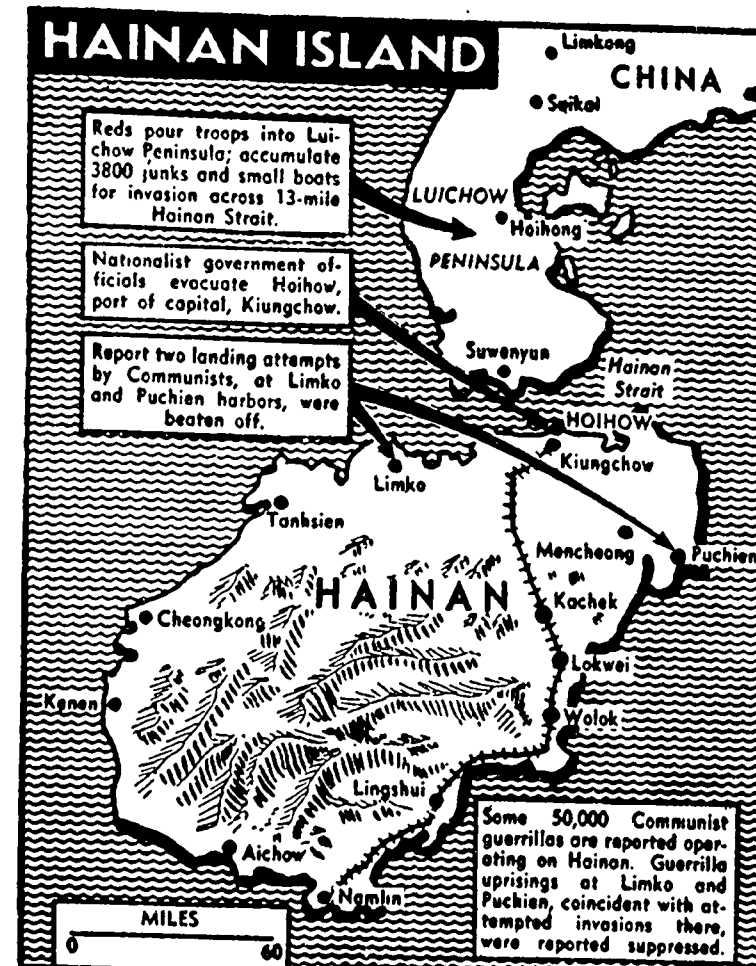 HAINAN ISLAND
Limkong
CHINA
Seikai
Reds pour troops into Lui-
chow Peninsula; accumulate
3800 junks and small boats
for invasion across 13-mile
Hainan Strait.
LUICHOW
Hoihong
PENINSULA
Nationalist government of-
ficials evacuate Hoihow,
port of capital, Kiungchow.
Report two landing attempts
by Communists, at Limko
and Puchien harbors, were
beaten off.
Suwenyun
Hainan
Strait
HOIHOW
Kiungchow
Limko
Tanhsien
Mencheong
Puchien
HAINAN
Kachek
Cheongkong
Lokwei
Kanen
Wolok
Lingshui
Aichow
Namlin
Some 50,000 Communist
guerrillas are reported oper-
ating on Hainan. Guerrilla
uprisings at Limko and
Puchien, coincident with at-
tempted invasions there,
were reported suppressed.
MILES
0 60